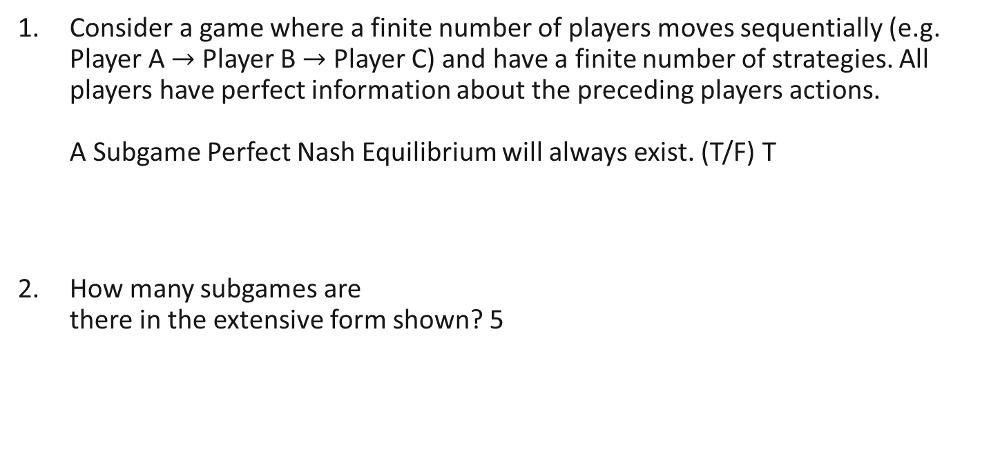 1. Consider a game where a finite number of players moves sequentially (e.g.
Player A → Player B → Player C) and have a finite number of strategies. All
players have perfect information about the preceding players actions.
A Subgame Perfect Nash Equilibrium will always exist. (T/F) T
2. How many subgames are
there in the extensive form shown? 5